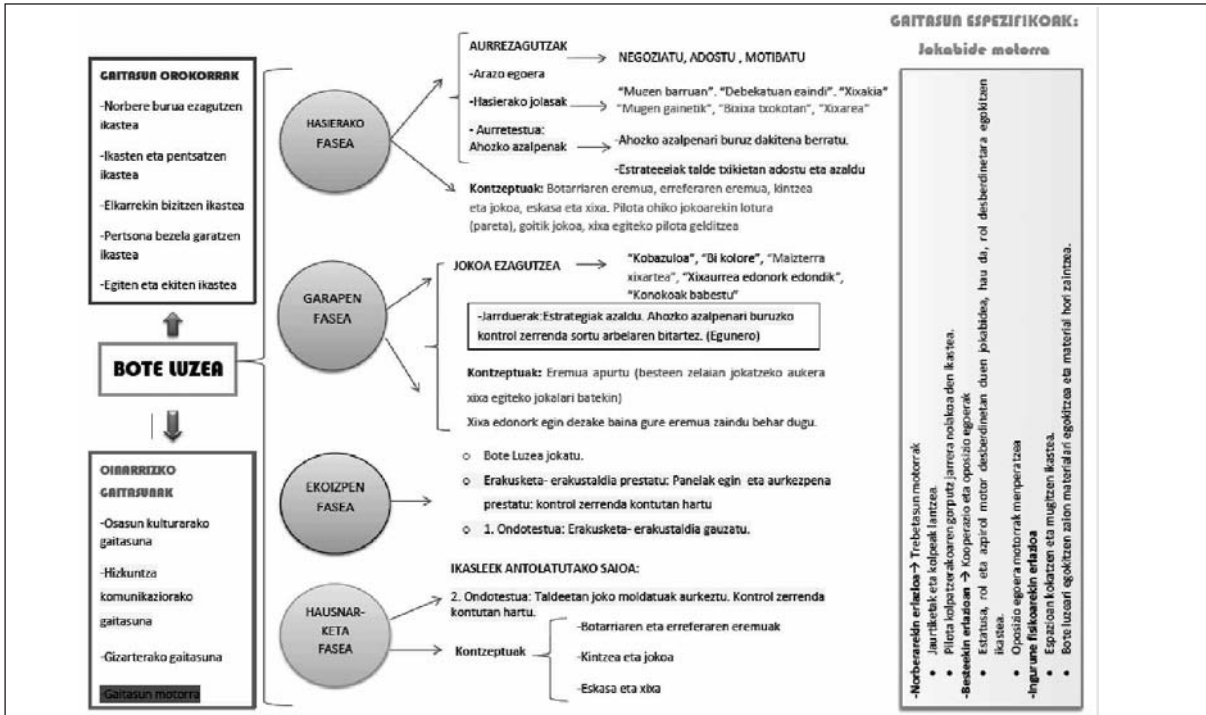 GAITASUN OROKORRAK
-Norbere burua ezagutzen
ikastea
-Ikasten eta pentsatzen
ikastea
-Elkarrekin bizitzen ikastea
-Pertsona bezela garatzen
ikastea
-Egiten eta ekiten ikastea
BOTE LUZEA
OINARRIZKO
GAITASUNAK
-Osasun kulturarako
gaitasuna
-Hizkuntza
komunikaziorako
gaitasuna
-Gizarterako gaitasuna
-Gaitasun motorra
HASIERAKO
FASEA
AURREZAGUTZAK
NEGOZIATU, ADOSTU , MOTIBATU
-Arazo egoera
-Hasierako jolasak
"Mugen barruan". "Debekatuan eaindi". "Xixakia"
"Mugen gainetik", "Bixixa txokotan", "Xixarea"
- Aurretestua:
Ahozko azalpenak
-Ahozko azalpenari buruz dakitena berratu.
-Estrategiak talde txikietan adostu eta azaldu
Kontzeptuak: Botarriaren eremua, erreferaren eremua, kintzea
eta jokoa, eskasa eta xixa. Pilota ohiko jokoarekin lotura
(pareta), goitik jokoa, xixa egiteko pilota gelditzea
GARAPEN
FASEA
JOKOA EZAGUTZEA
"Kobazuloa", "Bi kolore", "Maizterra
xixartea", "Xixaurrea edonork edondik",
"Konokoak babestu"
-Jarrduerak:Estrategiak azaldu. Ahozko azalpenari buruzko
kontrol zerrenda sortu arbelaren bitartez. (Egunero)
Kontzeptuak: Eremua apurtu (besteen zelaian jokatzeko aukera
xixa egiteko jokalari batekin)
Xixa edonork egin dezake baina gure eremua zaindu behar dugu.
EKOIZPEN
FASEA
o Bote Luzea jokatu.
o Erakusketa- erakustaldia prestatu: Panelak egin eta aurkezpena
prestatu: kontrol zerrenda kontutan hartu
o 1. Ondotestua: Erakusketa- erakustaldia gauzatu.
HAUSNAR-
KETA
FASEA
IKASLEEK ANTOLATUTAKO SAIOA:
2. Ondotestua: Taldeetan joko moldatuak aurkeztu. Kontrol zerrenda
kontutan hartu.
Kontzeptuak
-Botarriaren eta erreferaren eremuak
-Kintzea eta jokoa
-Eskasa eta xixa
GAITASUN ESPEZIFIKOAK:
Jokabide motorra
-Norberarekin erlazioa→ Trebetasun motorrak
• Jaurtiketak eta kolpeak lantzea.
• Pilota kolpatzerakoaren gorputz jarrera nolakoa den ikastea.
-Besteekin erlazioan → Kooperazio eta oposizio egoerak
• Estatusa, rol eta azpirol motor desberdinetan duen jokabidea, hau da, rol desberdinetara egokitzen
ikastea.
• Oposizio egoera motorrak menperatzea
-Ingurune fisikoarekin erlazioa
• Espazioan kokatzen eta mugitzen ikastea.
• Bote luzeari egokitzen zaion materialari egokitzea eta material hori zaintzea.